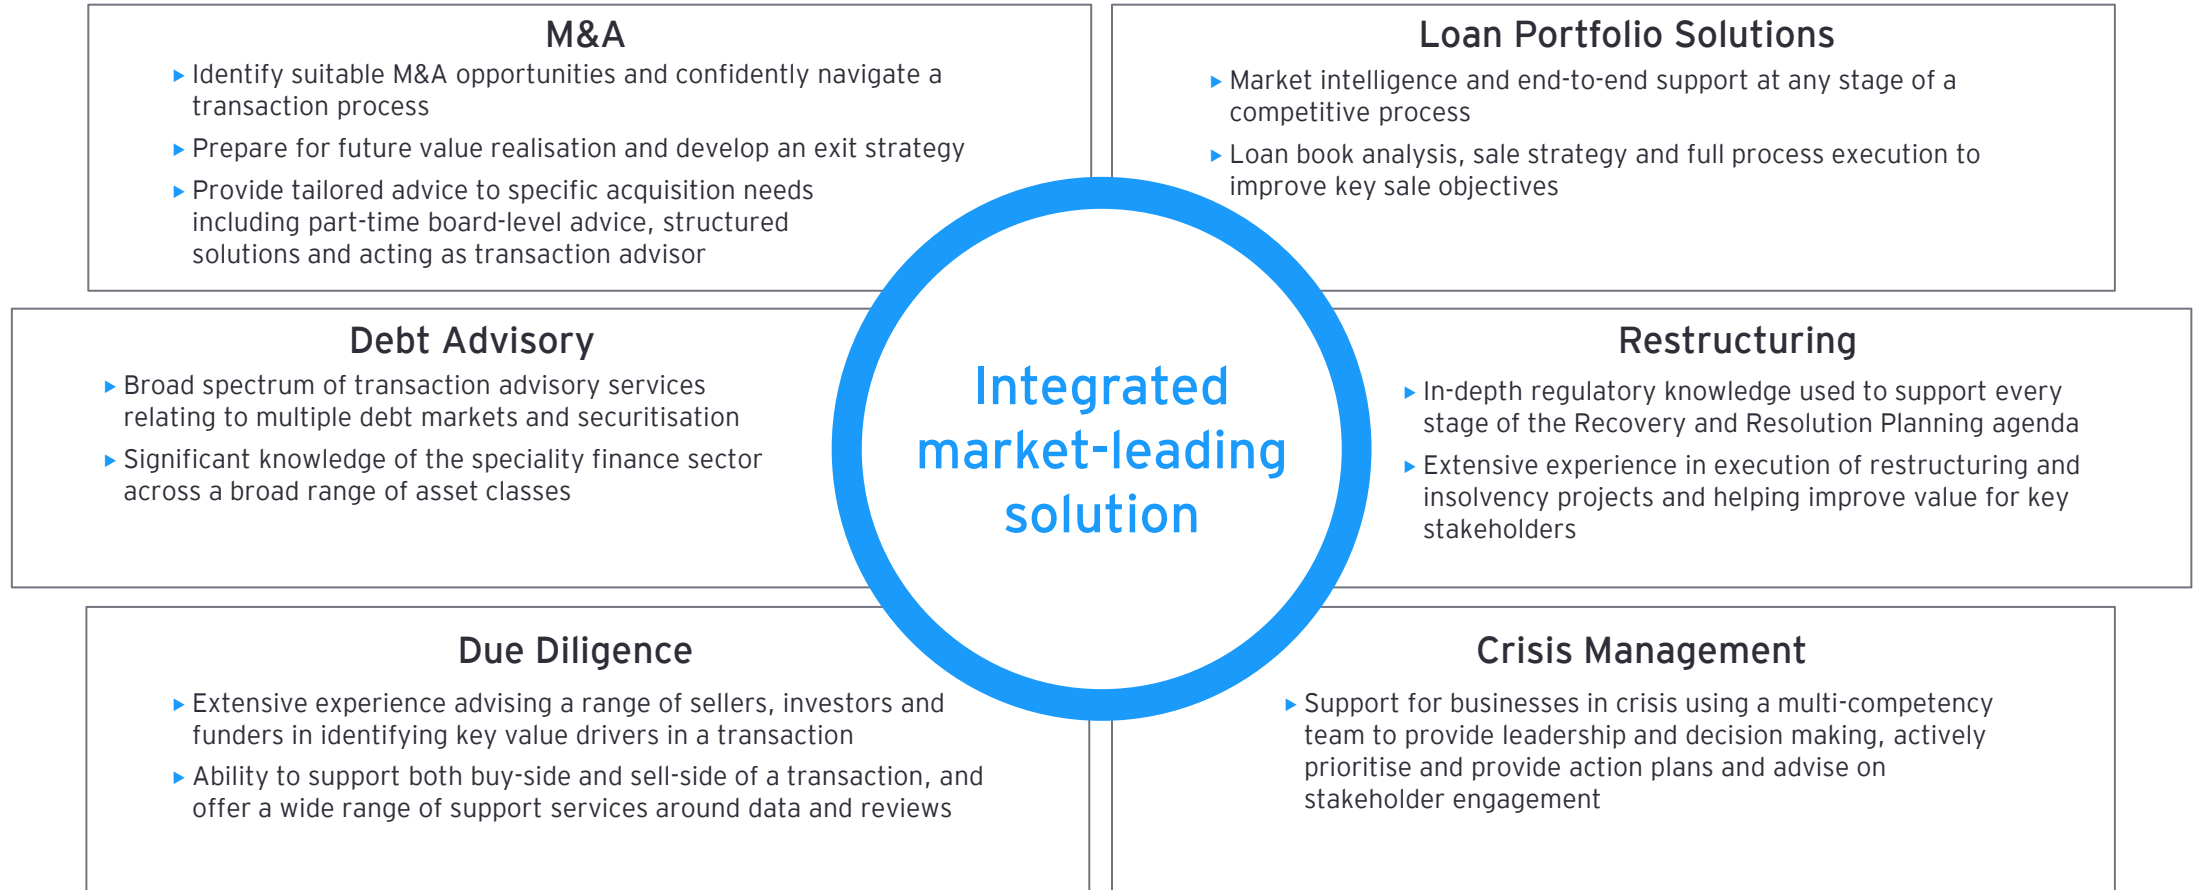 M&A
▸ Identify suitable M&A opportunities and confidently navigate a
transaction process
▸ Prepare for future value realisation and develop an exit strategy
▸ Provide tailored advice to specific acquisition needs
including part-time board-level advice, structured
solutions and acting as transaction advisor
Loan Portfolio Solutions
▸ Market intelligence and end-to-end support at any stage of a
competitive process
▸ Loan book analysis, sale strategy and full process execution to
improve key sale objectives
Debt Advisory
▸ Broad spectrum of transaction advisory services
relating to multiple debt markets and securitisation
▸ Significant knowledge of the speciality finance sector
across a broad range of asset classes
Integrated
market-leading
solution
Restructuring
▸ In-depth regulatory knowledge used to support every
stage of the Recovery and Resolution Planning agenda
▸ Extensive experience in execution of restructuring and
insolvency projects and helping improve value for key
stakeholders
Due Diligence
▸ Extensive experience advising a range of sellers, investors and
funders in identifying key value drivers in a transaction
▸ Ability to support both buy-side and sell-side of a transaction, and
offer a wide range of support services around data and reviews
Crisis Management
▸ Support for businesses in crisis using a multi-competency
team to provide leadership and decision making, actively
prioritise and provide action plans and advise on
stakeholder engagement